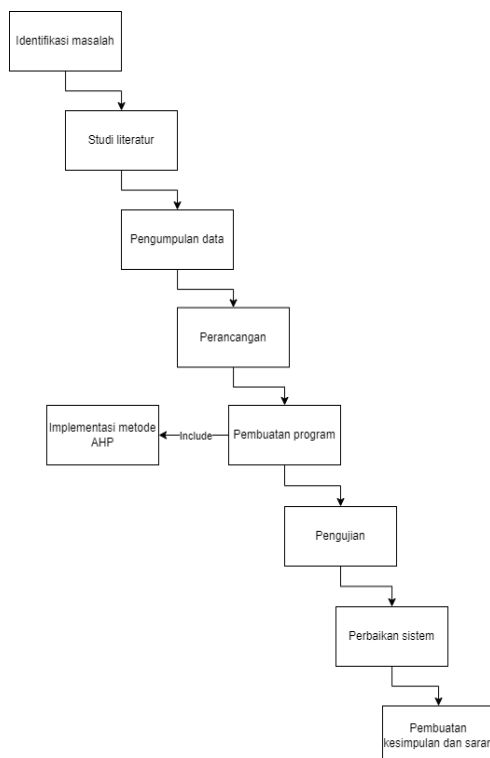 Identifikasi masalah
Studi literatur
Pengumpulan data
Perancangan
Implementasi metode
AHP
Include
Pembuatan program
Pengujian
Perbaikan sistem
Pembuatan
kesimpulan dan saran